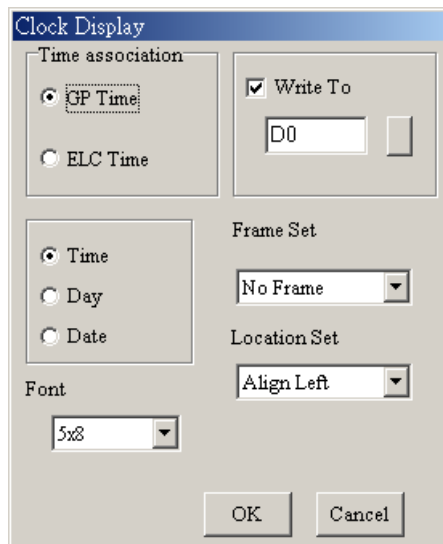 Clock Display
Time association
GP Time
ELC Time
Write To
D0
Time
Day
Date
Frame Set
No Frame
Location Set
Align Left
Font
5x8
OK
Cancel